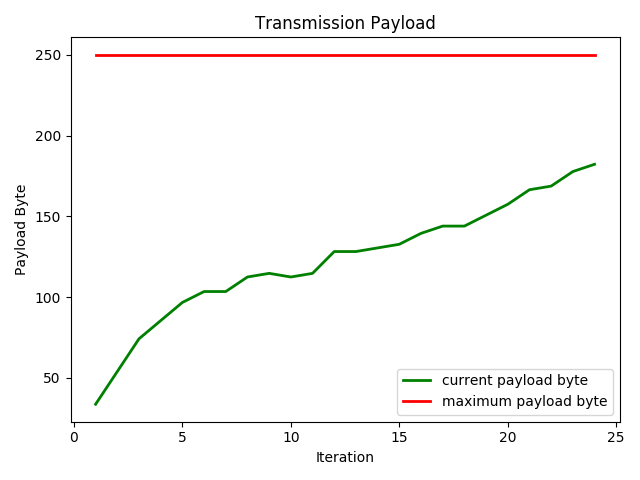 Transmission Payload
250
200
150
100
50
Payload Byte
0
5
10
15
20
25
Iteration
current payload byte
maximum payload byte